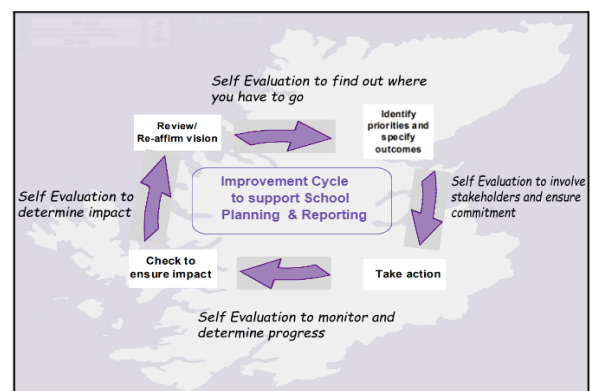 Self Evaluation to find out where
you have to go
Review/
Re-affirm vision
Identify
priorities and
specify
outcomes
Improvement Cycle
to support School
Planning & Reporting
Self Evaluation to
determine impact
Self Evaluation to involve
stakeholders and ensure
commitment
Check to
ensure impact
Take action
Self Evaluation to monitor and
determine progress